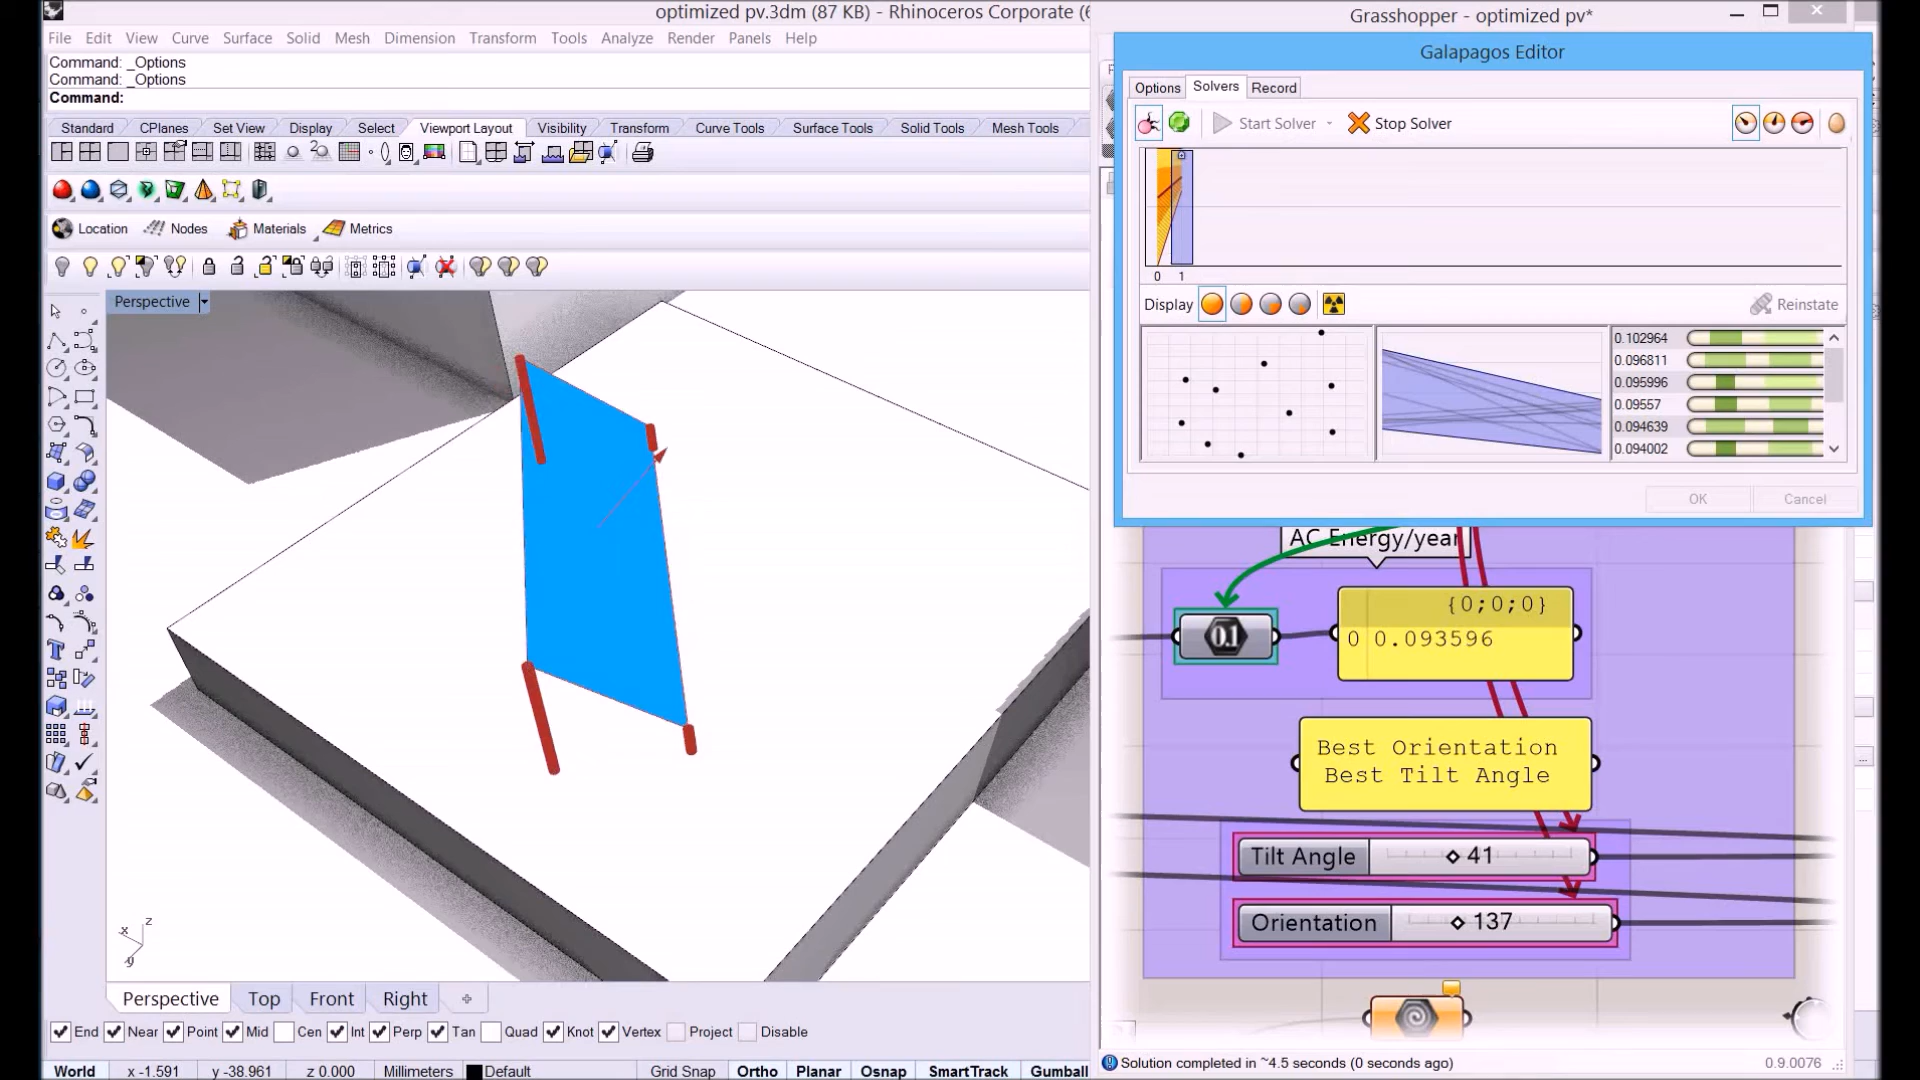 optimized pv.3dm (87 KB) - Rhinoceros Corporate (6
File Edit View Curve Surface Solid Mesh Dimension Transform Tools Analyze Render Panels Help
Command: _Options
Command: _Options
Command:
Standard CPlanes Set View Display Select Viewport Layout Visibility Transform Curve Tools Surface Tools Solid Tools Mesh Tools
Location Nodes Materials Metrics
Perspective
x z y
Perspective Top Front Right
End Near Point Mid Cen Int Perp Tan Quad Knot Vertex Project Disable
World x -1.591 y -38.961 z 0.000 Millimeters Default Grid Snap Ortho Planar Osnap SmartTrack Gumball
Grasshopper - optimized pv*
Galapagos Editor
Options Solvers Record
Start Solver Stop Solver
0 1
Display Reinstate
0.102964
0.096811
0.095996
0.09557
0.094639
0.094002
OK Cancel
AC Energy/year
0.1
{0;0;0}
0 0.093596
Best Orientation
Best Tilt Angle
Tilt Angle 41
Orientation 137
Solution completed in ~4.5 seconds (0 seconds ago) 0.9.0076